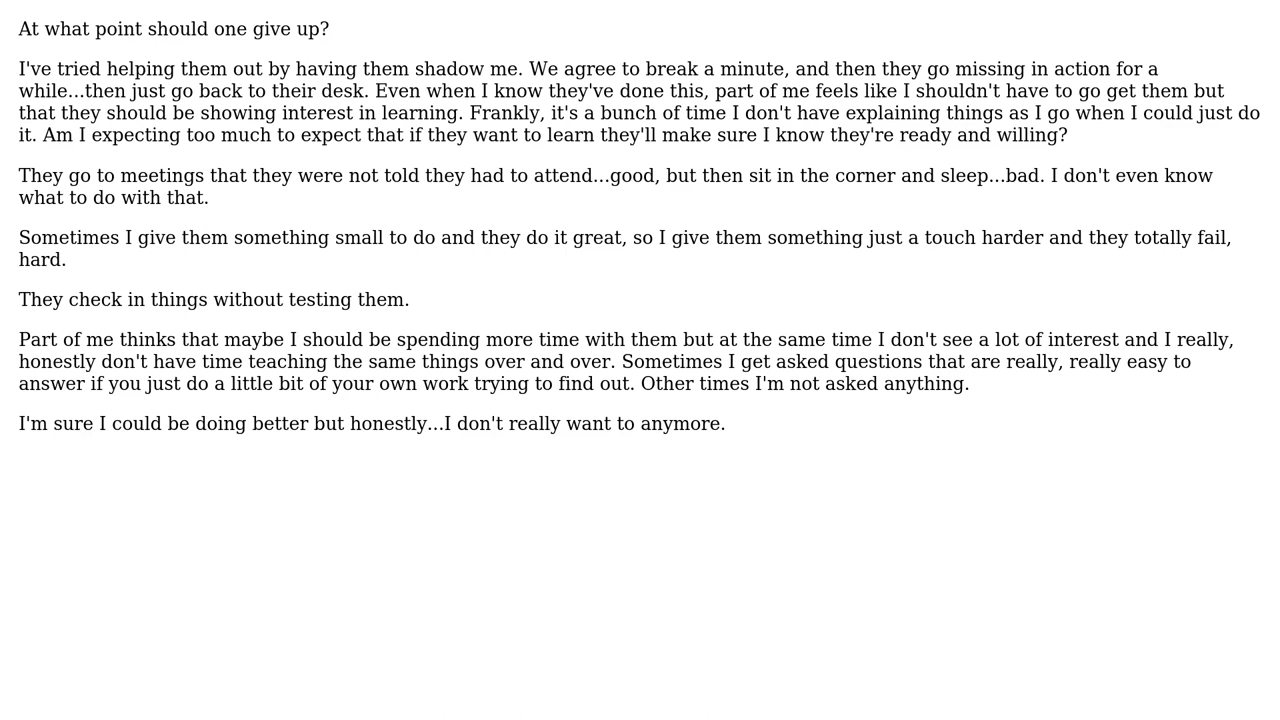 At what point should one give up?
I've tried helping them out by having them shadow me. We agree to break a minute, and then they go missing in action for a
while...then just go back to their desk. Even when I know they've done this, part of me feels like I shouldn't have to go get them but
that they should be showing interest in learning. Frankly, it's a bunch of time I don't have explaining things as I go when I could just do
it. Am I expecting too much to expect that if they want to learn they'll make sure I know they're ready and willing?
They go to meetings that they were not told they had to attend...good, but then sit in the corner and sleep...bad. I don't even know
what to do with that.
Sometimes I give them something small to do and they do it great, so I give them something just a touch harder and they totally fail,
hard.
They check in things without testing them.
Part of me thinks that maybe I should be spending more time with them but at the same time I don't see a lot of interest and I really,
honestly don't have time teaching the same things over and over. Sometimes I get asked questions that are really, really easy to
answer if you just do a little bit of your own work trying to find out. Other times I'm not asked anything.
I'm sure I could be doing better but honestly...I don't really want to anymore.